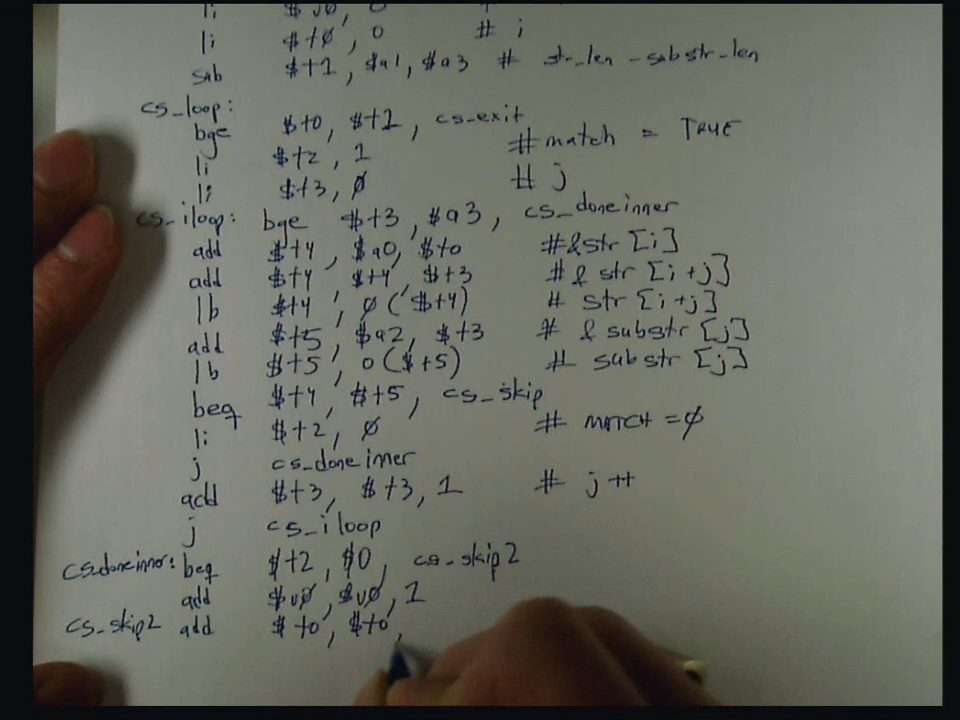 li $v0, 0 #
li $t0, 0 # i
sub $t1, $a1, $a3 # str_len - substr_len
cs_loop:
bge $t0, $t1, cs_exit
li $t2, 1 # match = TRUE
li $t3, 0 # j
cs_iloop: bge $t3, $a3, cs_doneinner
add $t4, $a0, $t0 # &str[i]
add $t4, $t4, $t3 # & str[i+j]
lb $t4, 0($t4) # str[i+j]
add $t5, $a2, $t3 # & substr[j]
lb $t5, 0($t5) # substr[j]
beq $t4, $t5, cs_skip
li $t2, 0 # MATCH = 0
j cs_doneinner
add $t3, $t3, 1 # j++
j cs_iloop
cs_doneinner: beq $t2, $0, cs_skip2
add $v0, $v0, 1
cs_skip2 add $t0, $t0,